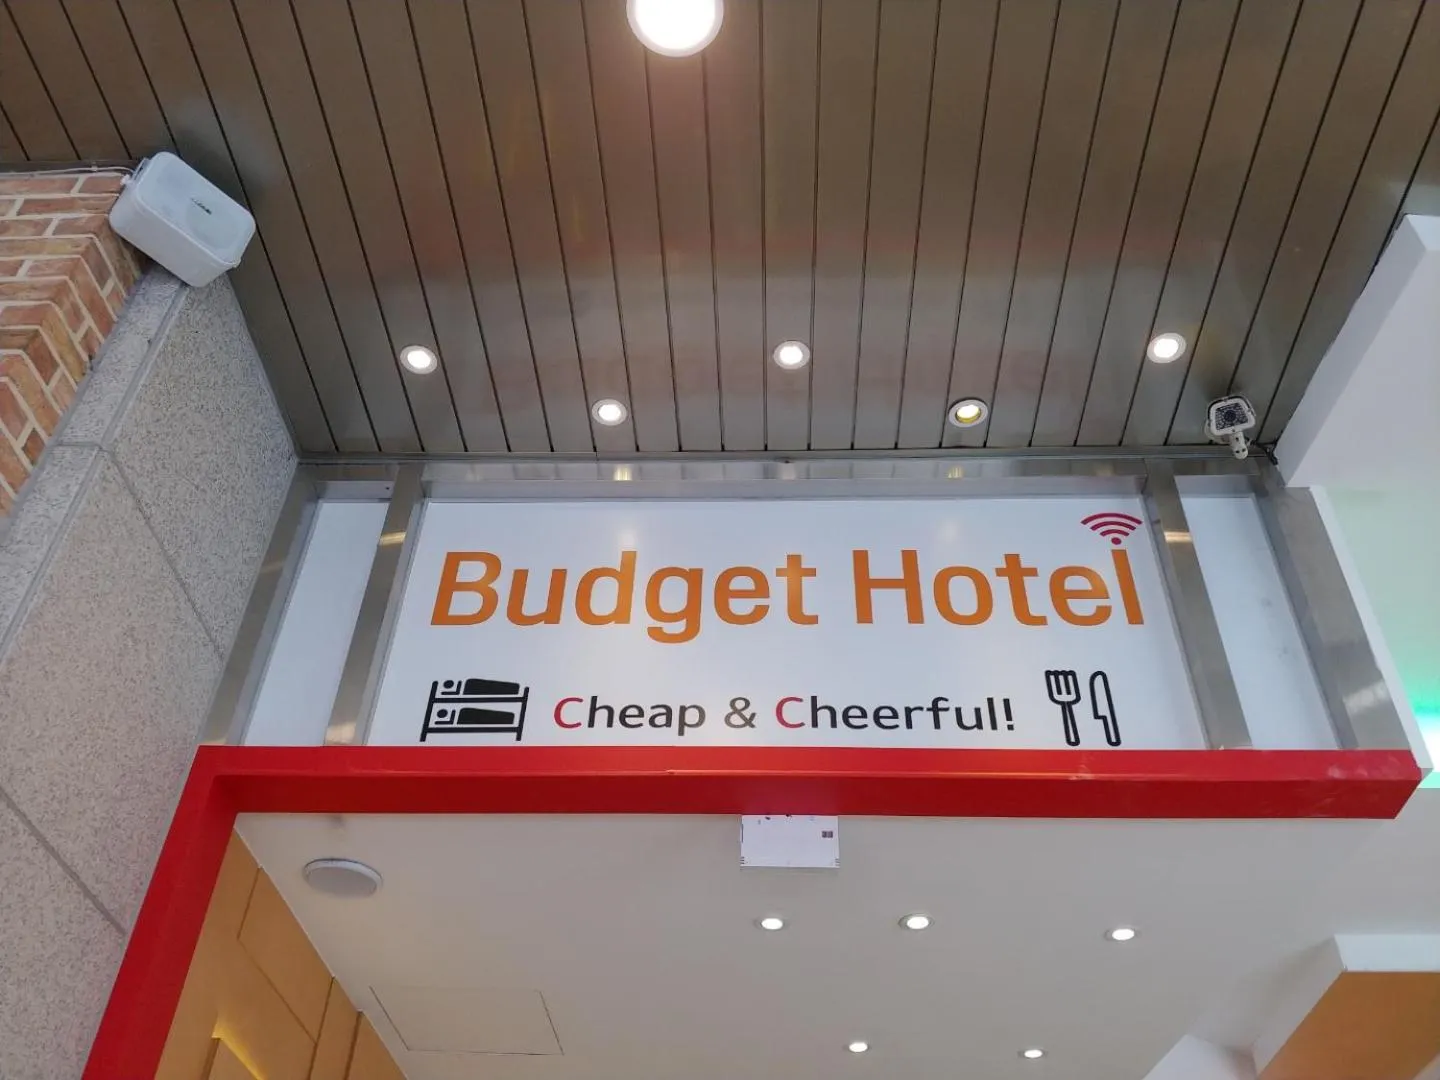 Budget Hotel
Cheap & Cheerful!